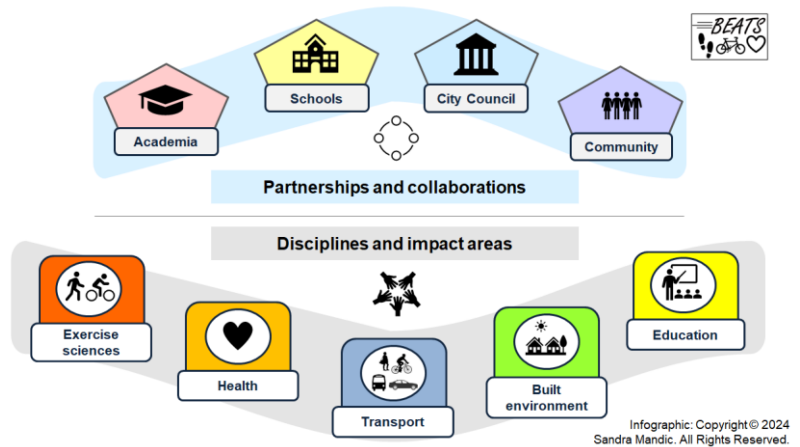 BEATS
Schools
City Council
Academia
Community
Partnerships and collaborations
Disciplines and impact areas
Exercise
sciences
Health
Transport
Built
environment
Education
Infographic: Copyright © 2024
Sandra Mandic. All Rights Reserved.